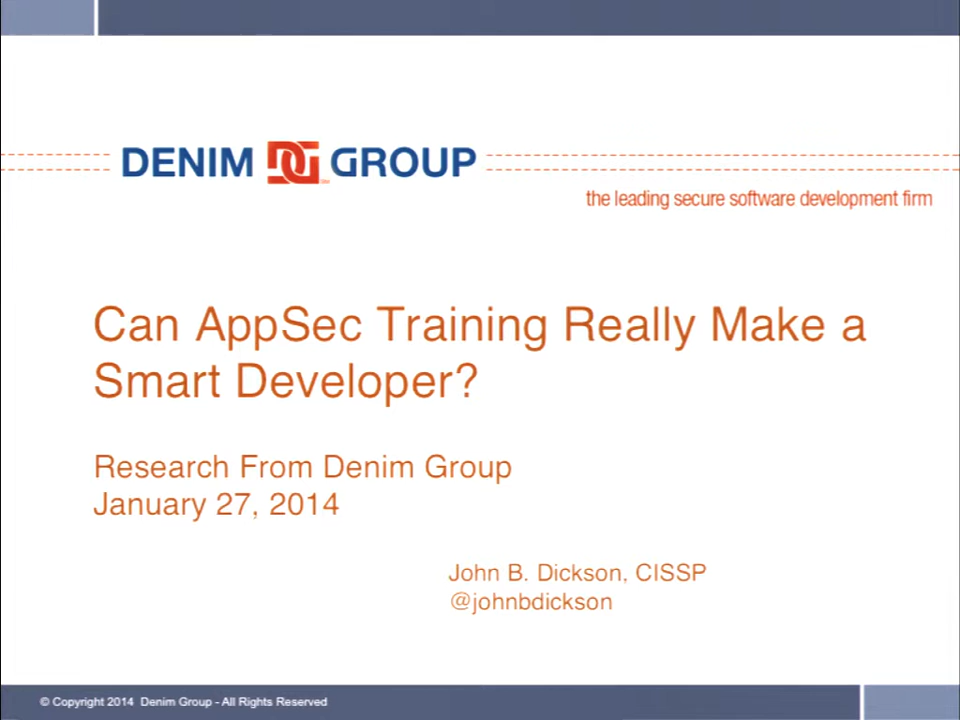 DENIM DG GROUP
the leading secure software development firm
Can AppSec Training Really Make a
Smart Developer?
Research From Denim Group
January 27, 2014
John B. Dickson, CISSP
@johnbdickson
© Copyright 2014 Denim Group - All Rights Reserved